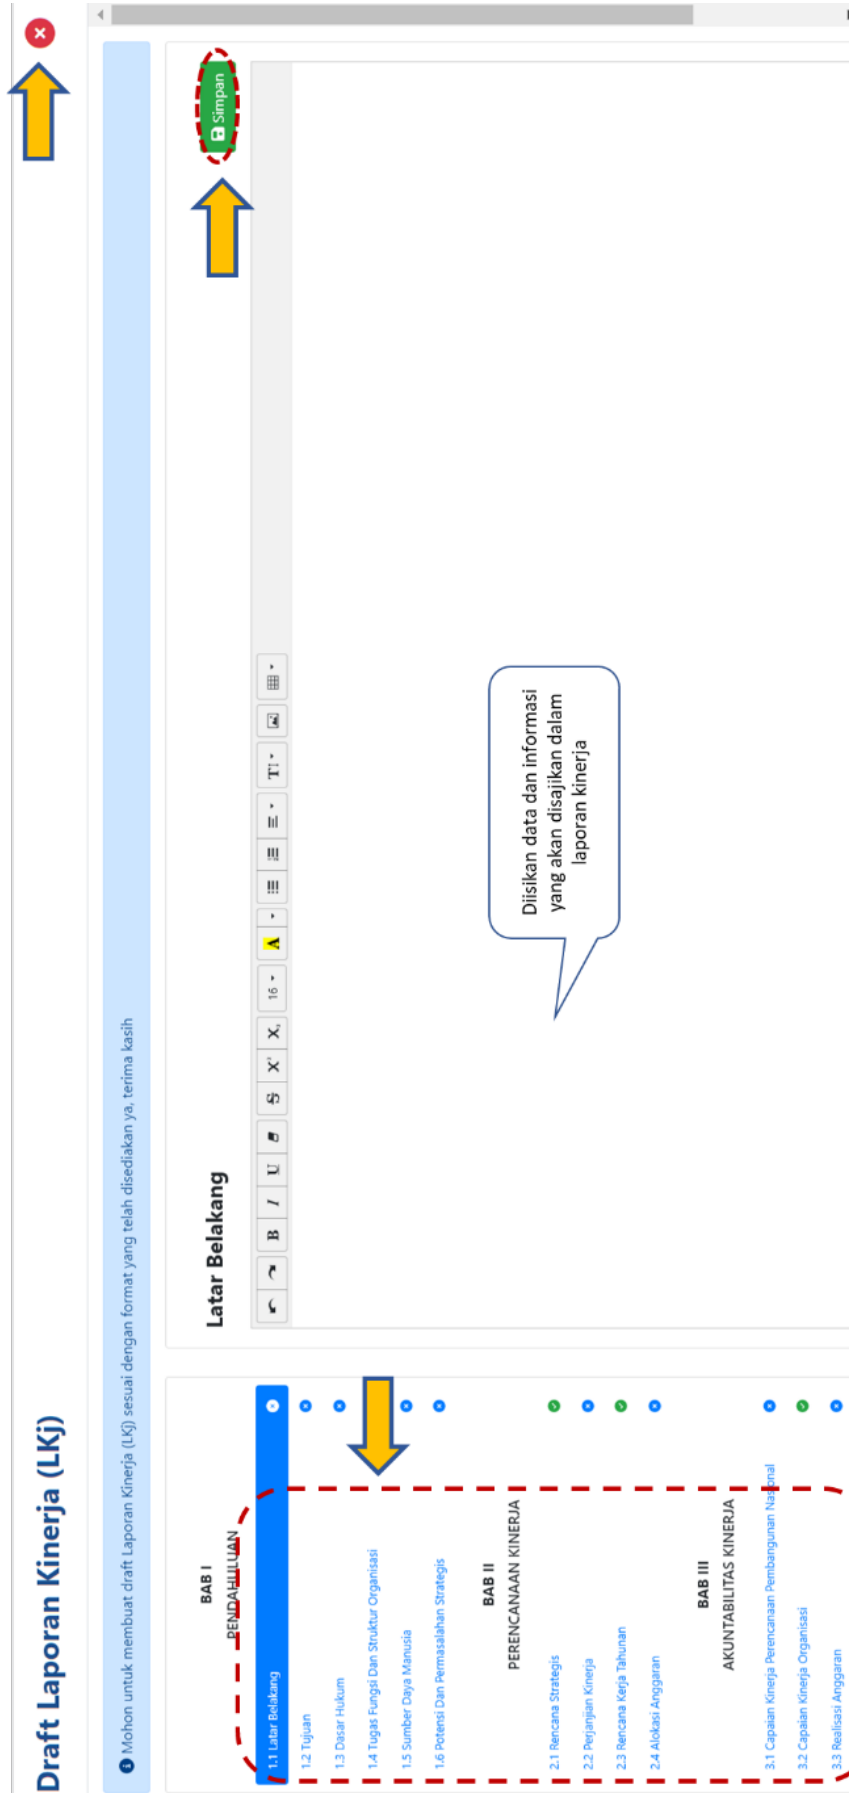 Draft Laporan Kinerja (LKj)
Mohon untuk membuat draft Laporan Kinerja (LKj) sesuai dengan format yang telah disediakan ya, terima kasih
BAB I
PENDAHULUAN
1.1 Latar Belakang
1.2 Tujuan
1.3 Dasar Hukum
1.4 Tugas Fungsi Dan Struktur Organisasi
1.5 Sumber Daya Manusia
1.6 Potensi Dan Permasalahan Strategis
BAB II
PERENCANAAN KINERJA
2.1 Rencana Strategis
2.2 Perjanjian Kinerja
2.3 Rencana Kerja Tahunan
2.4 Alokasi Anggaran
BAB III
AKUNTABILITAS KINERJA
3.1 Capaian Kinerja Perencanaan Pembangunan Nasional
3.2 Capaian Kinerja Organisasi
3.3 Realisasi Anggaran
Latar Belakang
Simpan
B I U S X² X₂ 16 A T!
Diisikan data dan informasi
yang akan disajikan dalam
laporan kinerja